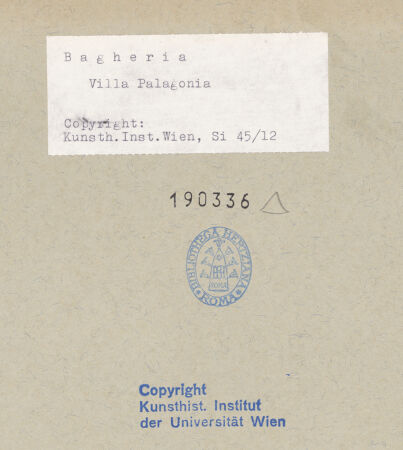 Bagheria
Villa Palagonia
Copyright:
Kunsth.Inst.Wien, Si 45/12
190336
BIBLIOTHECA HERTZIANA
ROMA
ROMA
Copyright
Kunsthist. Institut
der Universität Wien